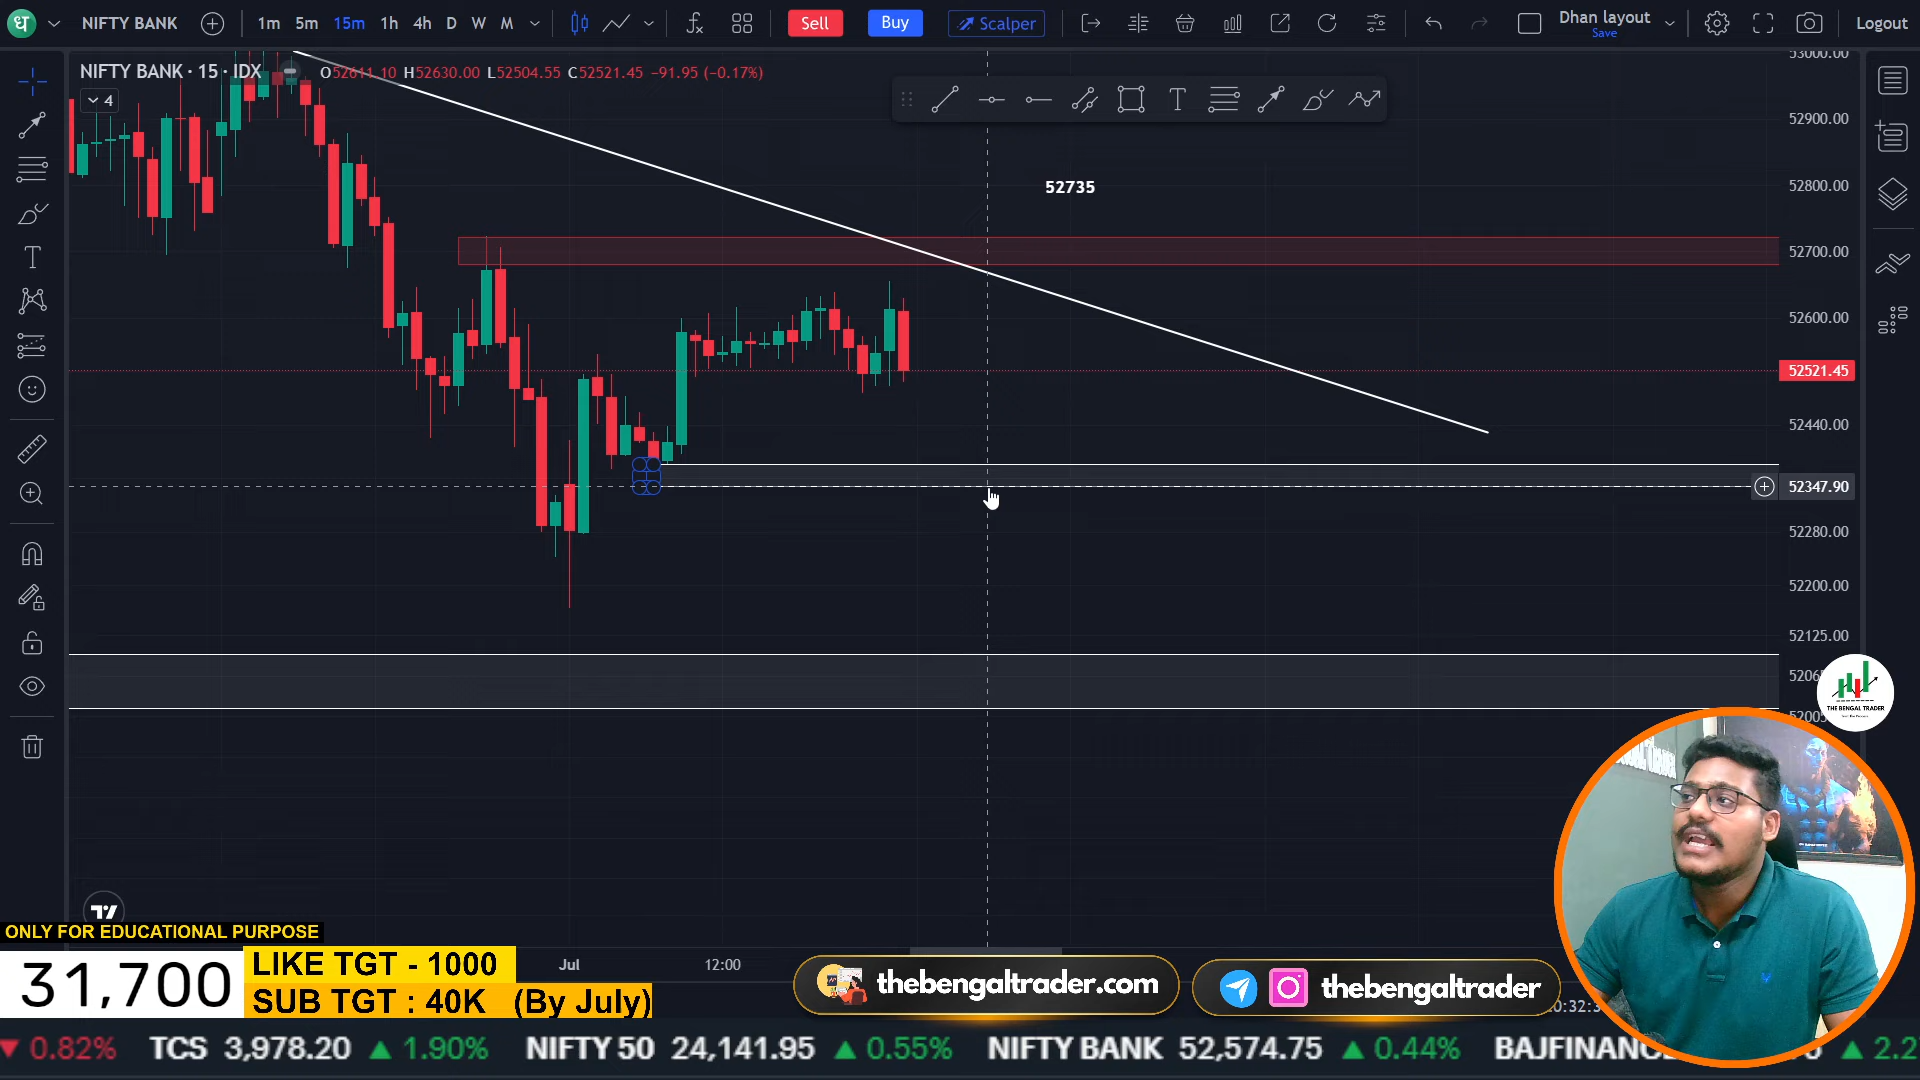 ધ NIFTY BANK 1m 5m 15m 1h 4h D W M Sell Buy Scalper Dhan layout Save Logout
NIFTY BANK · 15 · IDX O52611.10 H52630.00 L52504.55 C52521.45 −91.95 (−0.17%)
4
53000.00
52900.00
52735
52800.00
52700.00
52600.00
52521.45
52440.00
52347.90
52280.00
52200.00
52125.00
THE BENGAL TRADER
ONLY FOR EDUCATIONAL PURPOSE
31,700
LIKE TGT - 1000
SUB TGT : 40K (By July)
Jul 12:00
thebengaltrader.com
thebengaltrader
0.82% TCS 3,978.20 1.90% NIFTY 50 24,141.95 0.55% NIFTY BANK 52,574.75 0.44%